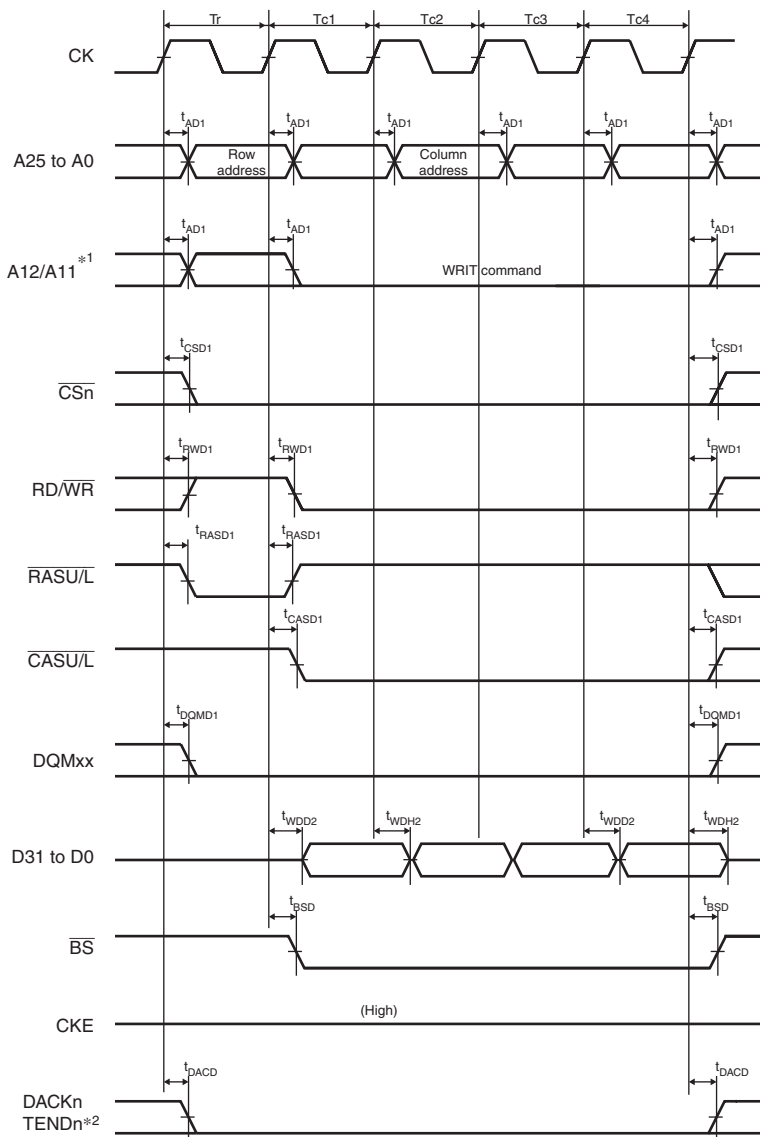 Tr Tc1 Tc2 Tc3 Tc4
CK
tAD1 tAD1 tAD1 tAD1 tAD1 tAD1
A25 to A0
Row address
Column address
tAD1 tAD1 tAD1
A12/A11*1
WRIT command
tCSD1 tCSD1
CSn
tRWD1 tRWD1 tRWD1
RD/WR
tRASD1 tRASD1
RASU/L
tCASD1 tCASD1
CASU/L
tDQMD1 tDQMD1
DQMxx
tWDD2 tWDH2 tWDD2 tWDH2
D31 to D0
tBSD tBSD
BS
(High)
CKE
tDACD tDACD
DACKn
TENDn*2